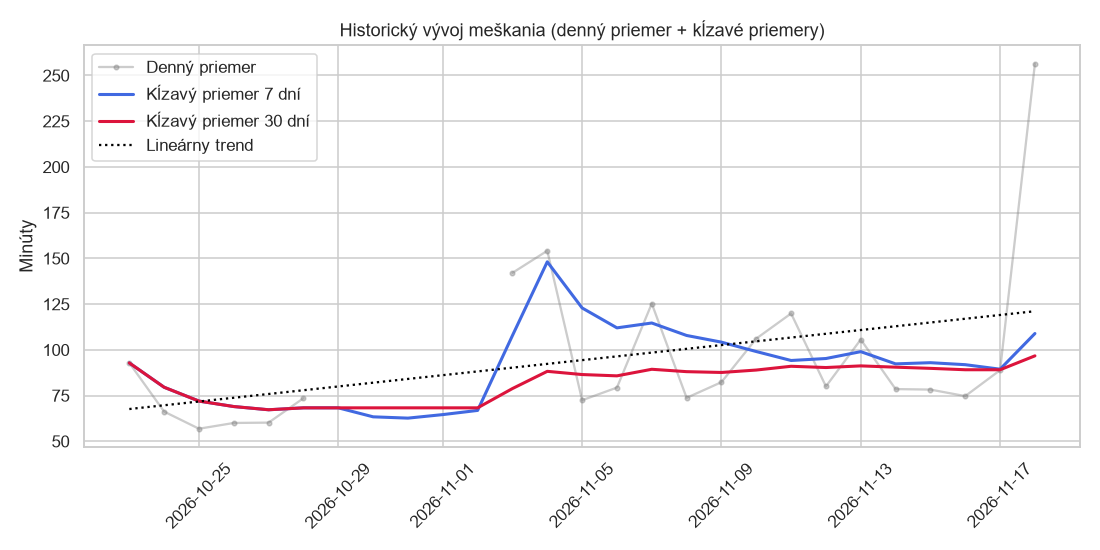 Historický vývoj meškania (denný priemer + kĺzavé priemery)
Denný priemer
Kĺzavý priemer 7 dní
Kĺzavý priemer 30 dní
Lineárny trend
Minúty
250
225
200
175
150
125
100
75
50
2026-10-25
2026-10-29
2026-11-01
2026-11-05
2026-11-09
2026-11-13
2026-11-17